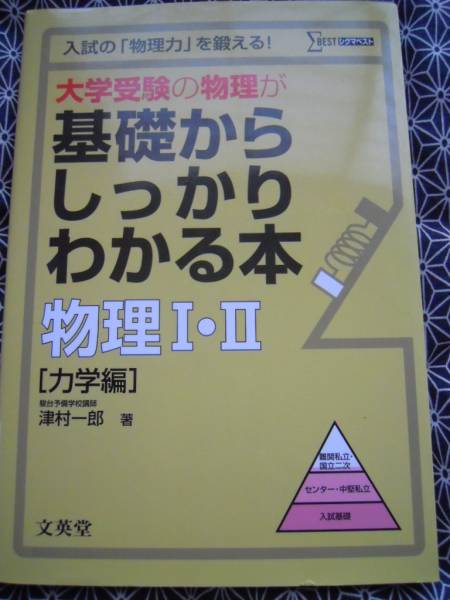 入試の「物理力」を鍛える!
ΣBEST シグマベスト
大学受験の物理が
基礎から
しっかり
わかる本
物理I・II
[力学編]
駿台予備学校講師
津村一郎 著
難関私立・
国立二次
センター・中堅私立
入試基礎
文英堂